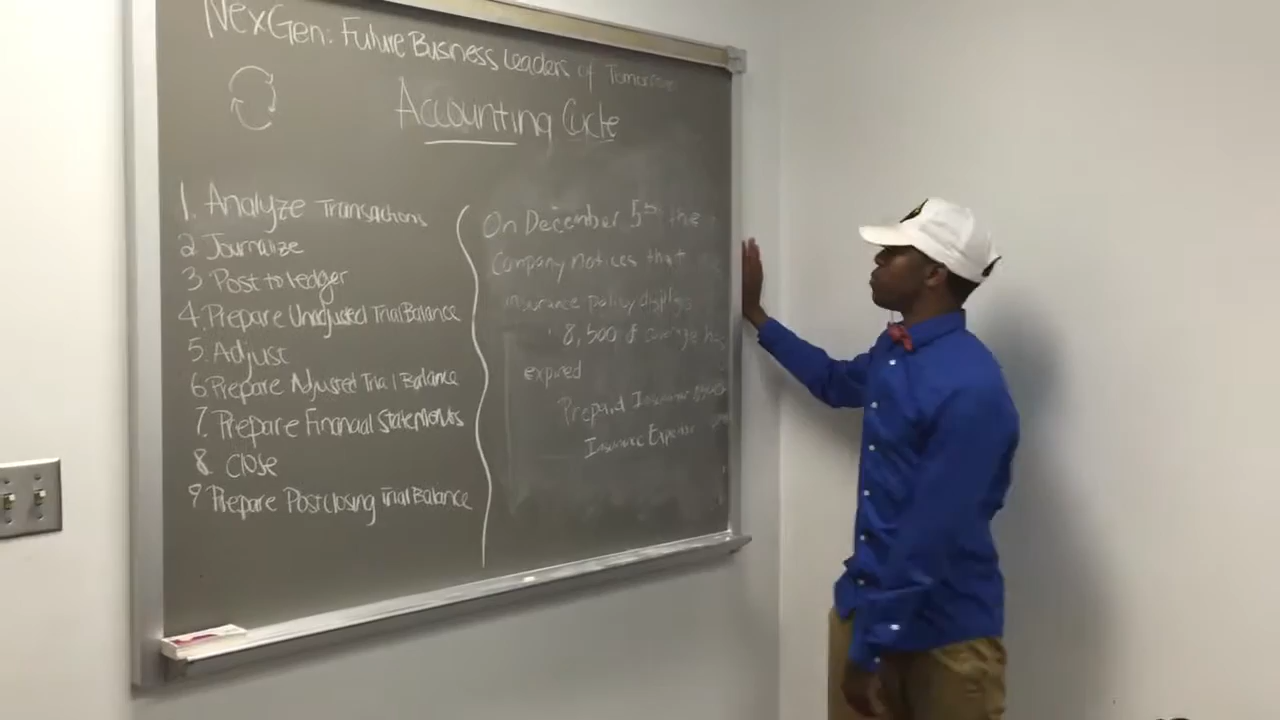 NexGen: Future Business Leaders of Tomorrow
Accounting Cycle
1. Analyze Transactions
2 Journalize
3 Post to ledger
4. Prepare Unadjusted Trial Balance
5. Adjust
6 Prepare Adjusted Trial Balance
7. Prepare Financial Statements
8. Close
9 Prepare Postclosing Trial Balance
On December 5th the
Company notices that
insurance policy displays
8,500 of coverage has
expired
Prepaid Insurance
Insurance Expense